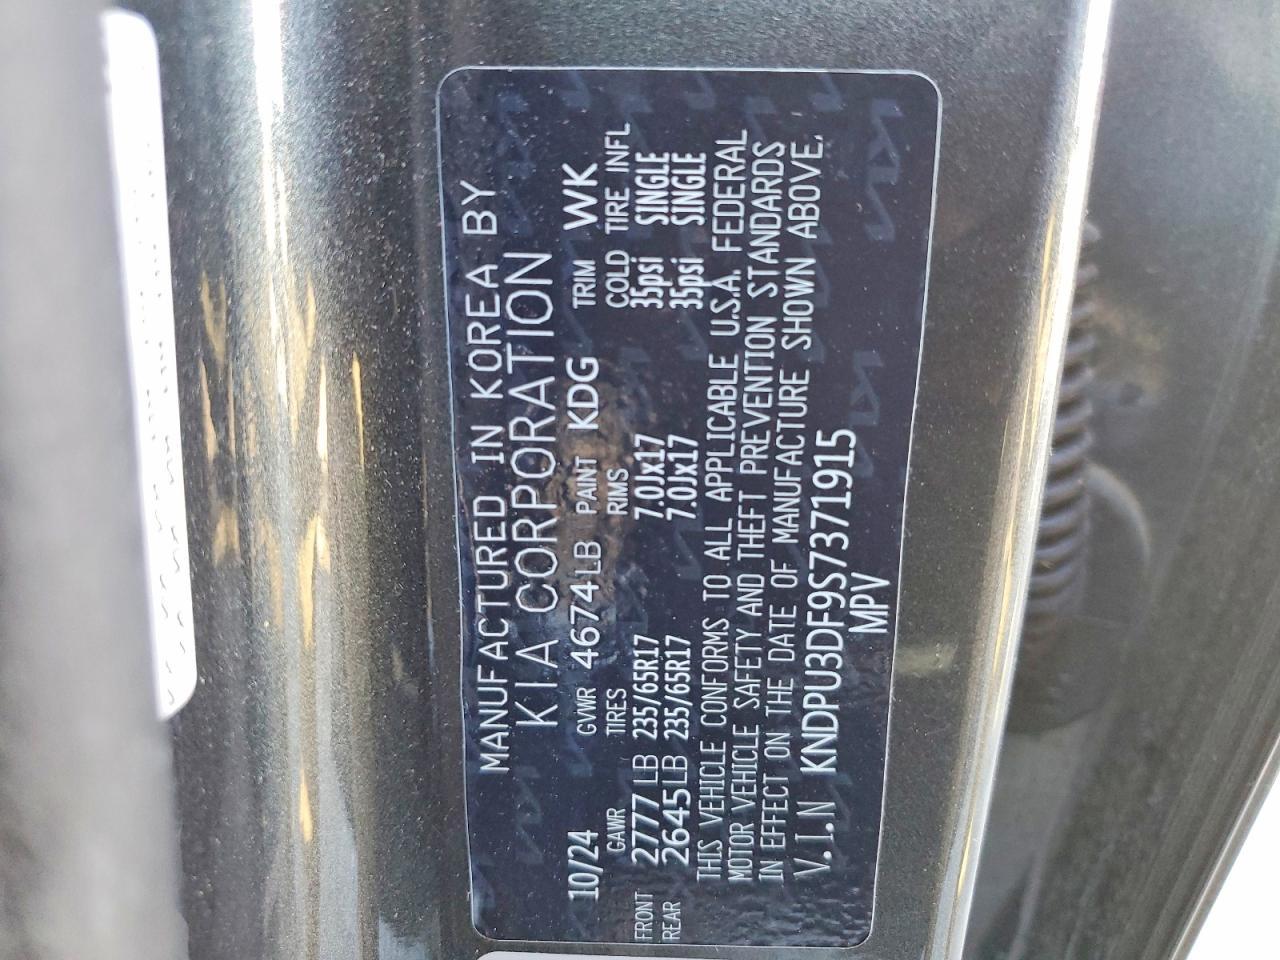 MANUFACTURED IN KOREA BY
KIA CORPORATION
10/24 GVWR 4674LB PAINT KDG TRIM WK
GAWR TIRES RIMS COLD TIRE INFL
FRONT 2777LB 235/65R17 7.0Jx17 35psi SINGLE
REAR 2645LB 235/65R17 7.0Jx17 35psi SINGLE
THIS VEHICLE CONFORMS TO ALL APPLICABLE U.S.A. FEDERAL
MOTOR VEHICLE SAFETY AND THEFT PREVENTION STANDARDS
IN EFFECT ON THE DATE OF MANUFACTURE SHOWN ABOVE.
V.I.N KNDPU3DF9S7371915
MPV